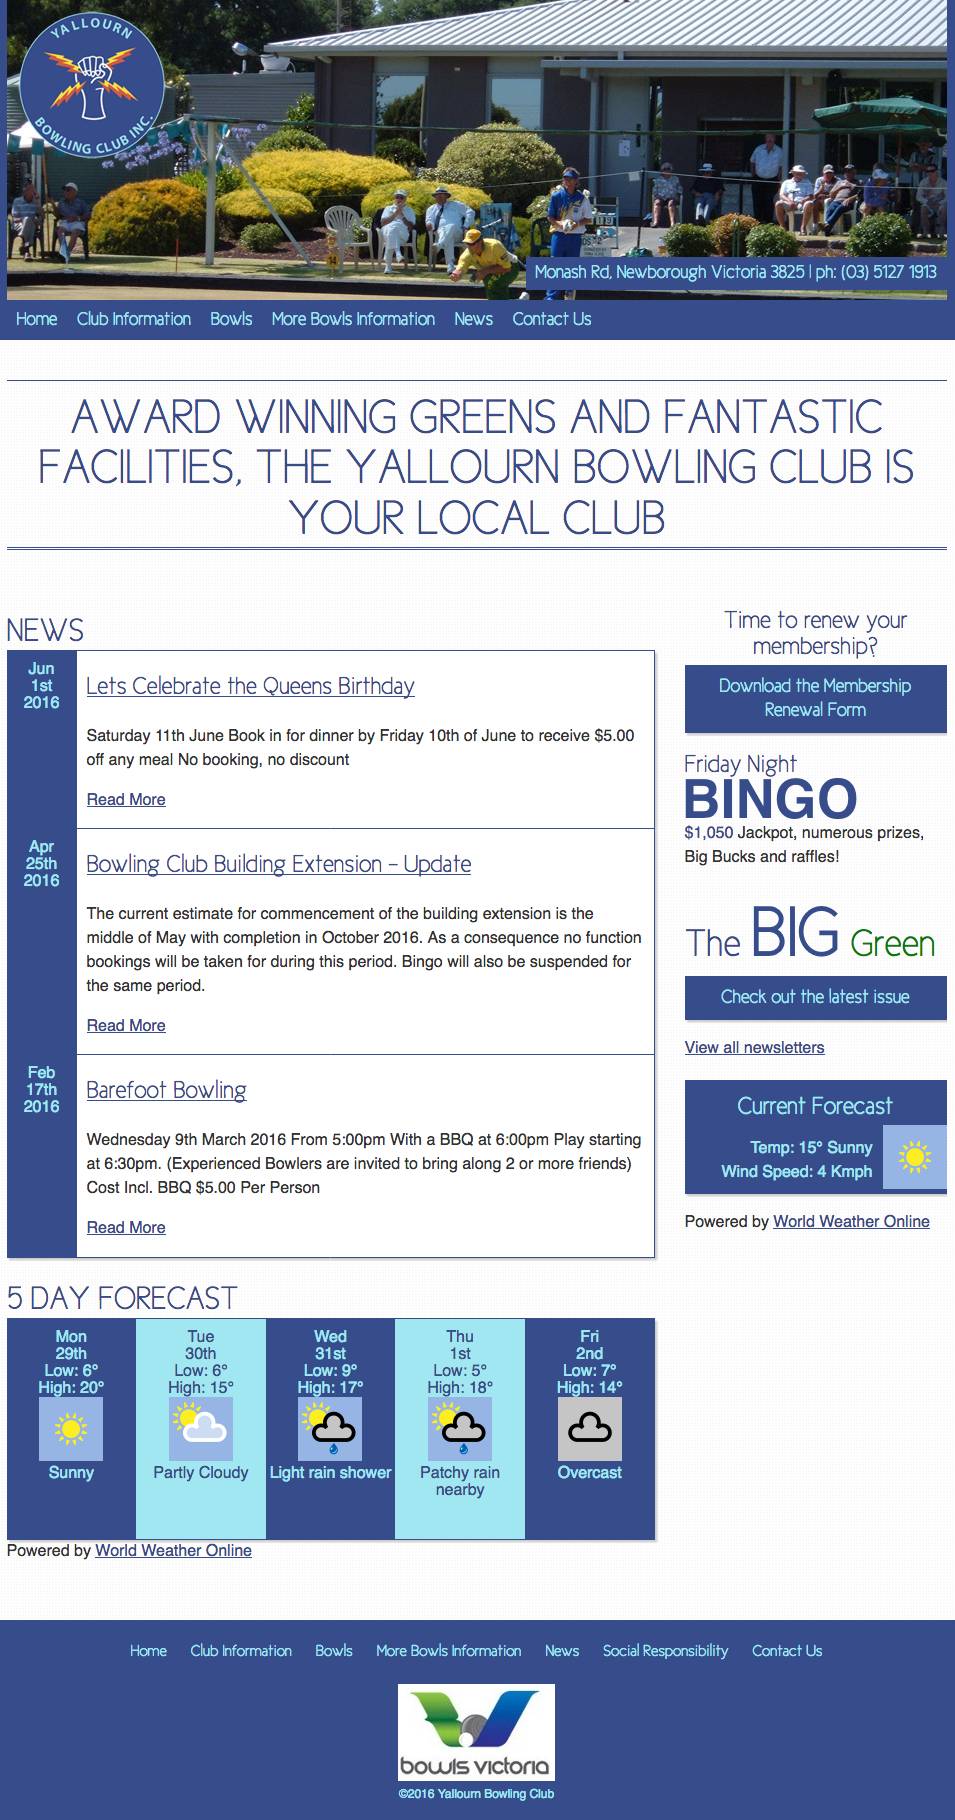 YALLOURN
BOWLING CLUB INC.
Monash Rd, Newborough Victoria 3825 | ph: (03) 5127 1913
Home Club Information Bowls More Bowls Information News Contact Us
AWARD WINNING GREENS AND FANTASTIC
FACILITIES, THE YALLOURN BOWLING CLUB IS
YOUR LOCAL CLUB
NEWS
Jun
1st
2016
Lets Celebrate the Queens Birthday
Saturday 11th June Book in for dinner by Friday 10th of June to receive $5.00
off any meal No booking, no discount
Read More
Apr
25th
2016
Bowling Club Building Extension – Update
The current estimate for commencement of the building extension is the
middle of May with completion in October 2016. As a consequence no function
bookings will be taken for during this period. Bingo will also be suspended for
the same period.
Read More
Feb
17th
2016
Barefoot Bowling
Wednesday 9th March 2016 From 5:00pm With a BBQ at 6:00pm Play starting
at 6:30pm. (Experienced Bowlers are invited to bring along 2 or more friends)
Cost Incl. BBQ $5.00 Per Person
Read More
Time to renew your
membership?
Download the Membership
Renewal Form
Friday Night
BINGO
$1,050 Jackpot, numerous prizes,
Big Bucks and raffles!
The BIG Green
Check out the latest issue
View all newsletters
Current Forecast
Temp: 15° Sunny
Wind Speed: 4 Kmph
Powered by World Weather Online
5 DAY FORECAST
Mon
29th
Low: 6°
High: 20°
Sunny
Tue
30th
Low: 6°
High: 15°
Partly Cloudy
Wed
31st
Low: 9°
High: 17°
Light rain shower
Thu
1st
Low: 5°
High: 18°
Patchy rain
nearby
Fri
2nd
Low: 7°
High: 14°
Overcast
Powered by World Weather Online
Home Club Information Bowls More Bowls Information News Social Responsibility Contact Us
bowls victoria
©2016 Yallourn Bowling Club